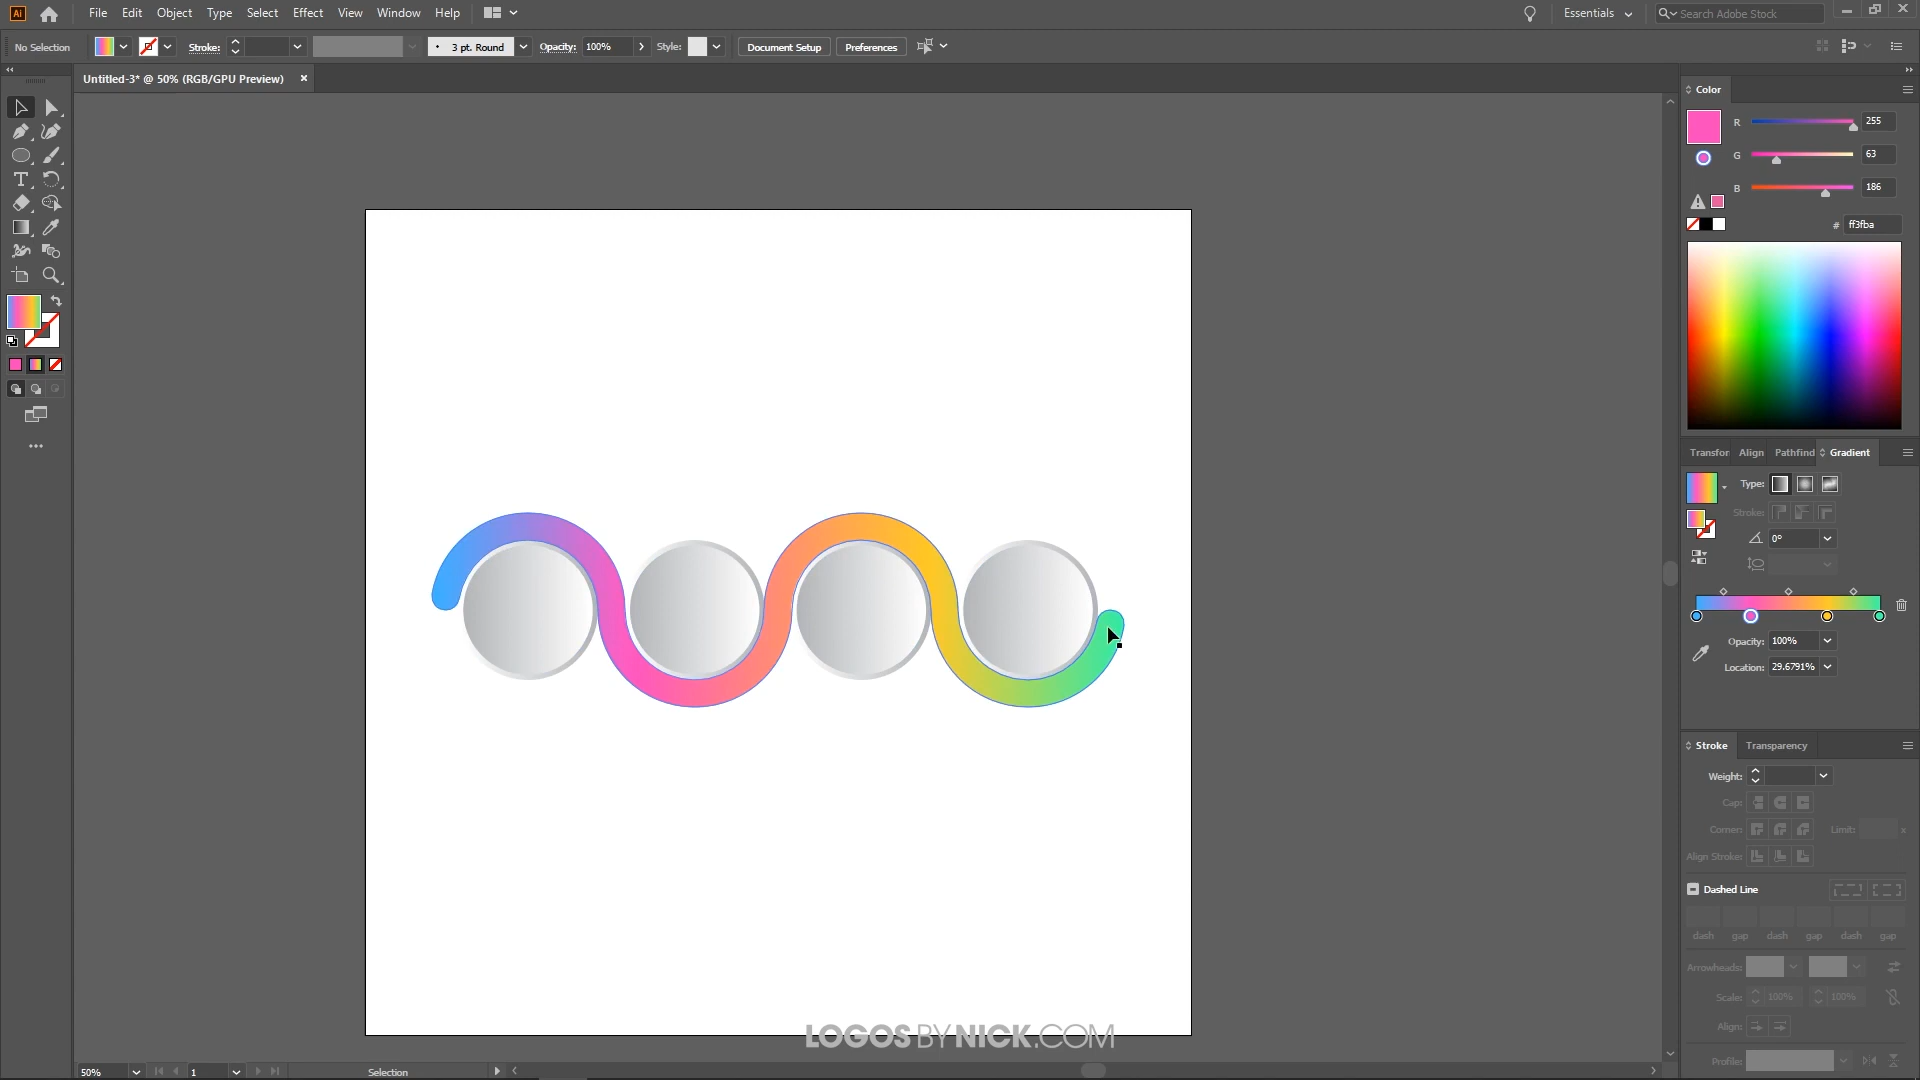 Ai File Edit Object Type Select Effect View Window Help Essentials Search Adobe Stock
No Selection Stroke: 3 pt. Round Opacity: 100% Style: Document Setup Preferences
Untitled-3* @ 50% (RGB/GPU Preview) ×
Color
R 255
G 63
B 186
# ff3fba
Transfor Align Pathfind Gradient
Type:
Stroke:
0°
Opacity: 100%
Location: 29.6791%
Stroke Transparency
Weight:
Cap:
Corner: Limit: x
Align Stroke:
Dashed Line
dash gap dash gap dash gap
Arrowheads:
Scale: 100% 100%
Align:
Profile:
LOGOS BY NICK.COM
50% 1 Selection